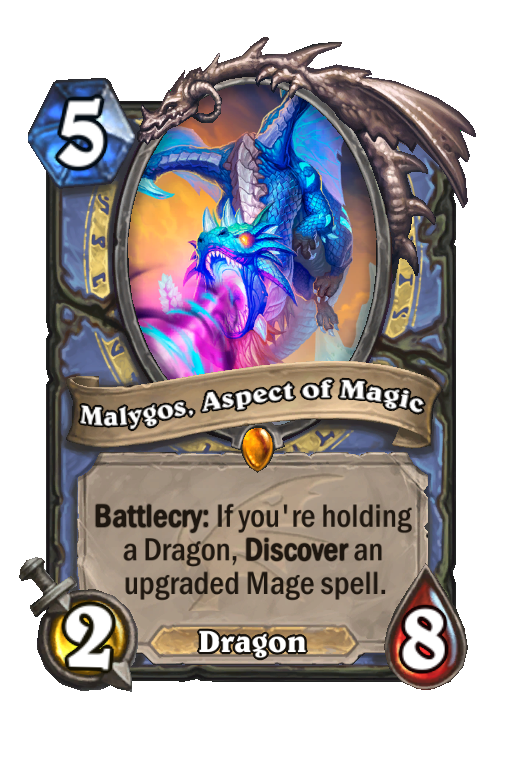 5
Malygos, Aspect of Magic
Battlecry: If you're holding
a Dragon, Discover an
upgraded Mage spell.
2
Dragon
8